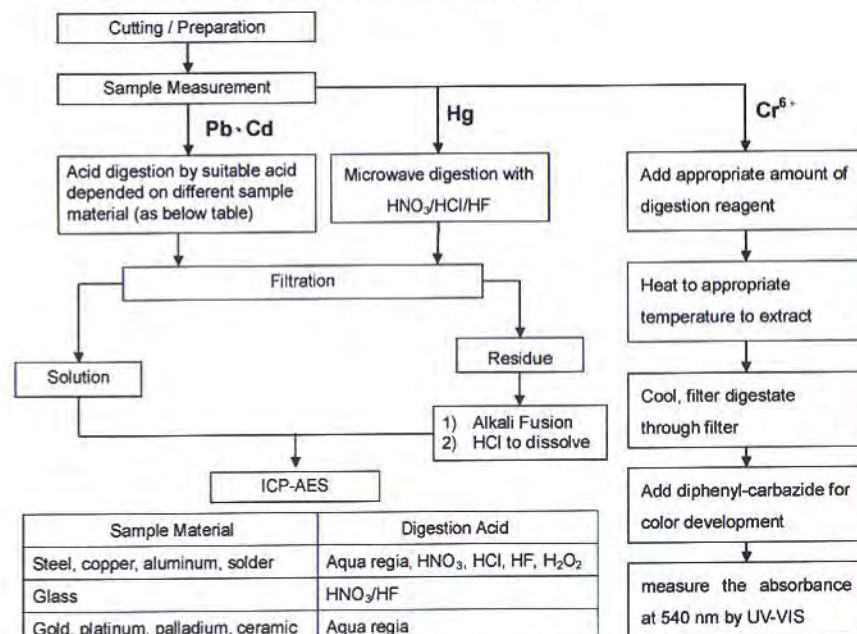 Cutting / Preparation
Sample Measurement
Pb、Cd
Hg
Cr6+
Acid digestion by suitable acid
depended on different sample
material (as below table)
Microwave digestion with
HNO3/HCl/HF
Add appropriate amount of
digestion reagent
Filtration
Heat to appropriate
temperature to extract
Solution
Residue
1) Alkali Fusion
2) HCl to dissolve
Cool, filter digestate
through filter
ICP-AES
Add diphenyl-carbazide for
color development
measure the absorbance
at 540 nm by UV-VIS
Sample Material Digestion Acid
Steel, copper, aluminum, solder Aqua regia, HNO3, HCl, HF, H2O2
Glass HNO3/HF
Gold, platinum, palladium, ceramic Aqua regia